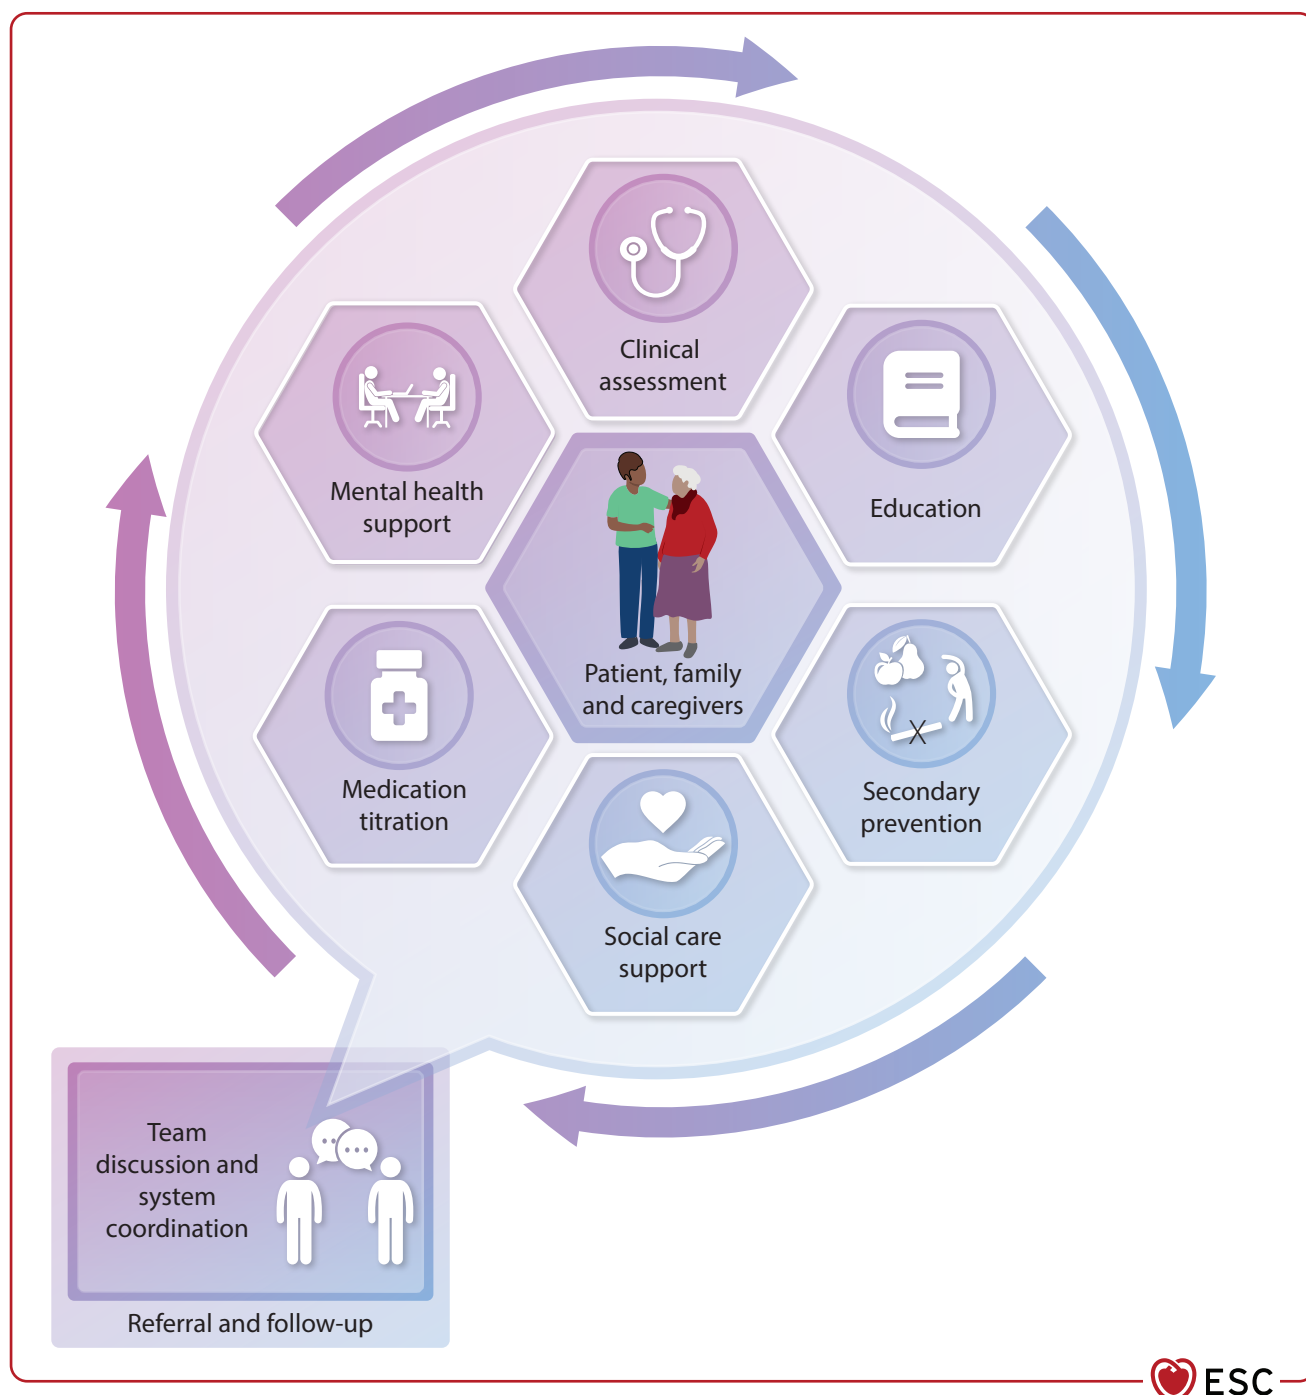 Clinical
assessment
Mental health
support
Education
Patient, family
and caregivers
Medication
titration
Secondary
prevention
Social care
support
Team
discussion and
system
coordination
Referral and follow-up
ESC